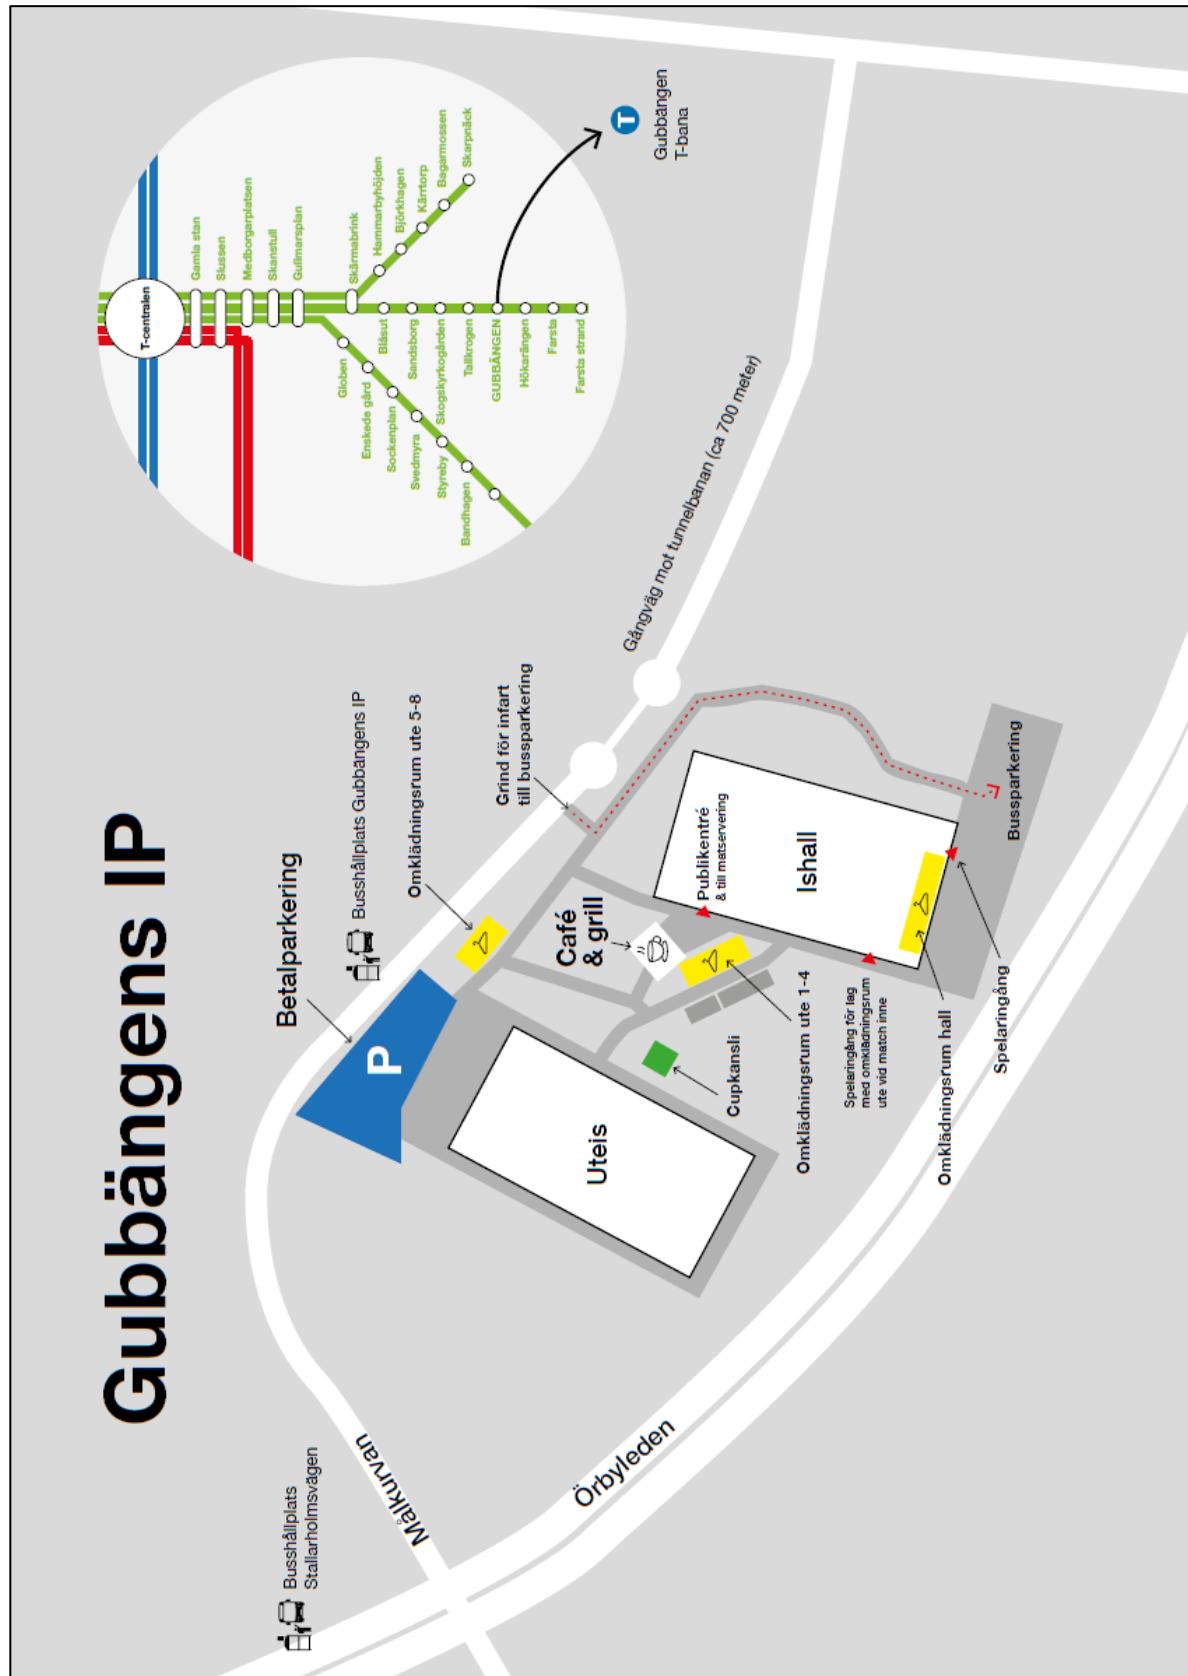 Gubbängens IP
Busshållplats
Stallarholmsvägen
Målkurvan
Örbyleden
Betalparkering
P
Busshållplats Gubbängens IP
Omklädningsrum ute 5-8
Grind för infart
till bussparkering
Café
& grill
Publikentré
& till matservering
Ishall
Uteis
Cupkansli
Omklädningsrum ute 1-4
Spelaringång för lag
med omklädningsrum
ute vid match inne
Omklädningsrum hall
Spelaringång
Bussparkering
Gångväg mot tunnelbanan (ca 700 meter)
T
Gubbängen
T-bana
T-centralen
Gamla stan
Slussen
Medborgarplatsen
Skanstull
Gullmarsplan
Skärmabrink
Hammarbyhöjden
Björkhagen
Kärrtorp
Bagarmossen
Skarpnäck
Blåsut
Sandsborg
Skogskyrkogården
Tallkrogen
GUBBÄNGEN
Hökarängen
Farsta
Farsta strand
Globen
Enskede gård
Sockenplan
Svedmyra
Styreby
Bandhagen